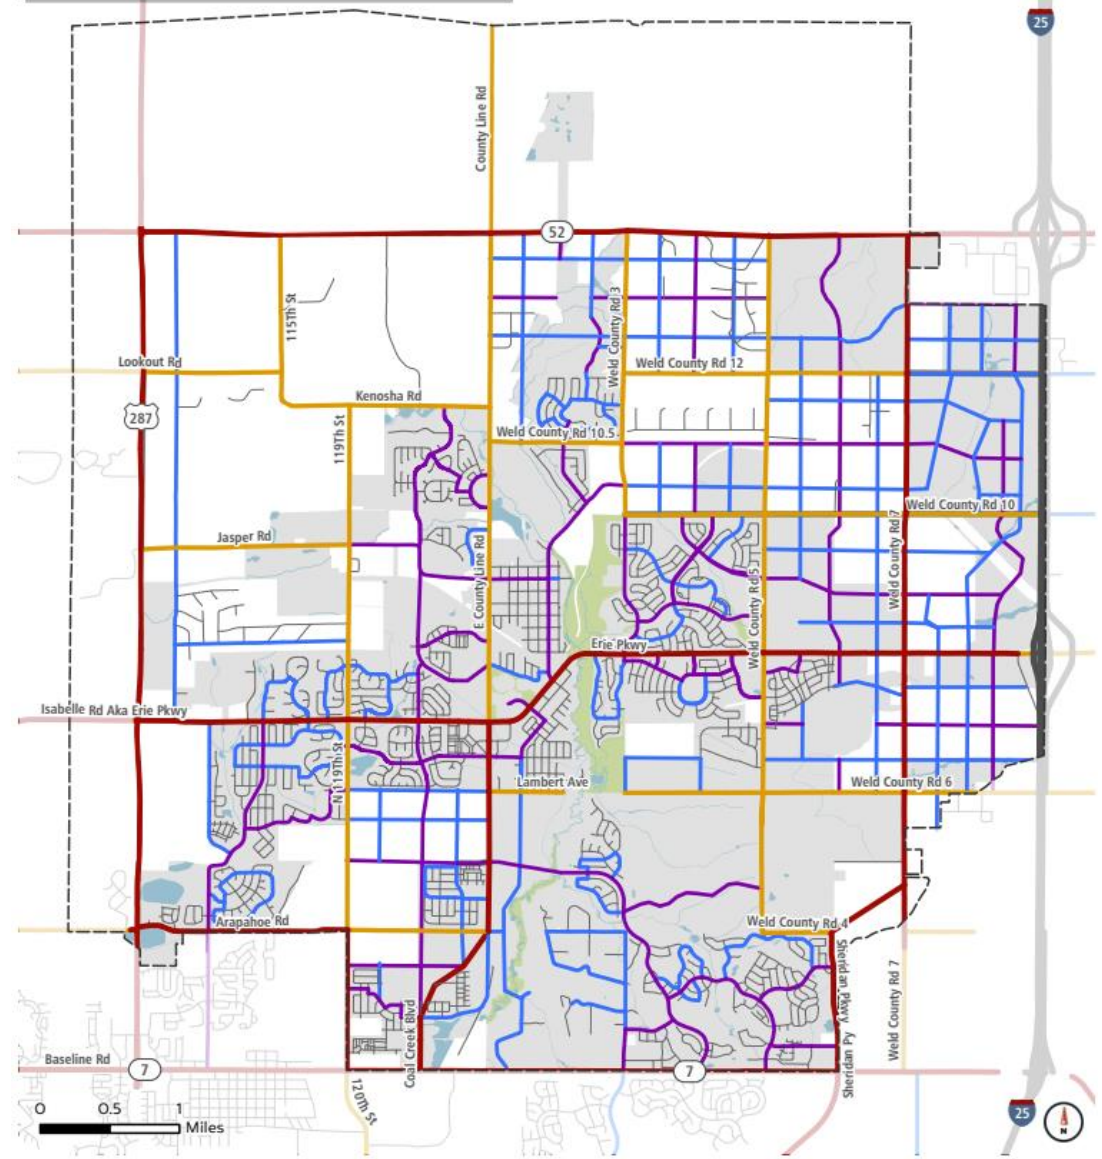 25
County Line Rd
52
115Th St
Weld County Rd 3
Lookout Rd
Weld County Rd 12
Kenosha Rd
287
119Th St
Weld County Rd 10.5
Weld County Rd 10
Jasper Rd
E County Line Rd
Weld County Rd 5
Weld County Rd 7
Erie Pkwy
Isabelle Rd Aka Erie Pkwy
N 119Th St
Lambert Ave
Weld County Rd 6
Arapahoe Rd
Weld County Rd 4
Sheridan Pkwy
Sheridan Py
Weld County Rd 7
Coal Creek Blvd
Baseline Rd
7
7
120Th St
0 0.5 1
Miles
25
N